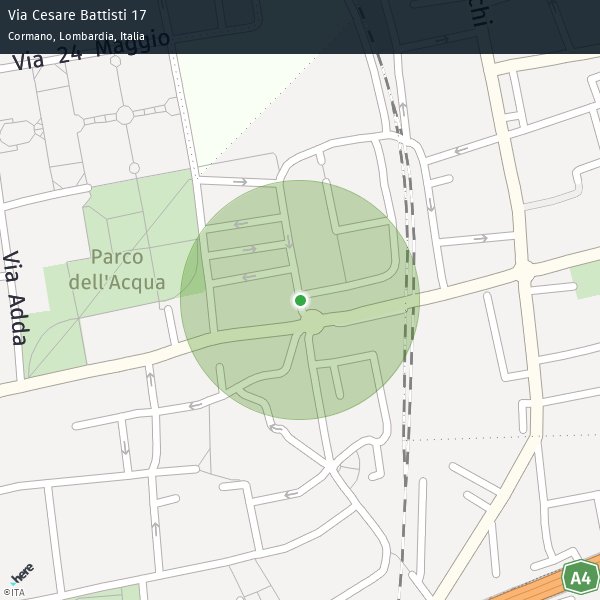 Via Cesare Battisti 17
Cormano, Lombardia, Italia
Via 24 Maggio
chi
Parco
dell'Acqua
Via Adda
here
©ITA
A4